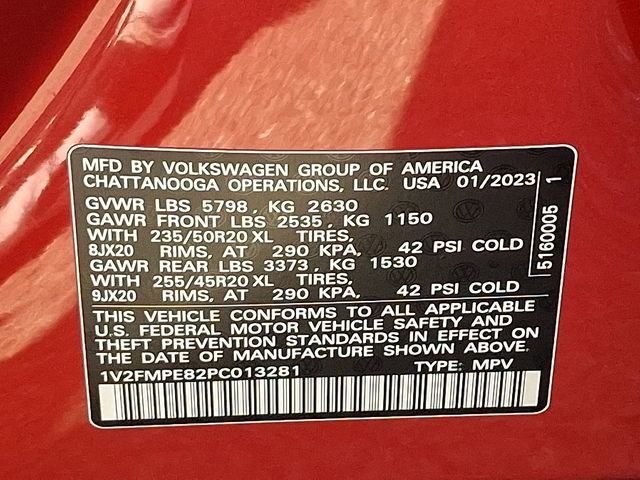 MFD BY VOLKSWAGEN GROUP OF AMERICA
CHATTANOOGA OPERATIONS, LLC. USA 01/2023
GVWR LBS 5798, KG 2630
GAWR FRONT LBS 2535, KG 1150
WITH 235/50R20 XL TIRES,
8JX20 RIMS, AT 290 KPA, 42 PSI COLD
GAWR REAR LBS 3373, KG 1530
WITH 255/45R20 XL TIRES,
9JX20 RIMS, AT 290 KPA, 42 PSI COLD
THIS VEHICLE CONFORMS TO ALL APPLICABLE
U.S. FEDERAL MOTOR VEHICLE SAFETY AND
THEFT PREVENTION STANDARDS IN EFFECT ON
THE DATE OF MANUFACTURE SHOWN ABOVE.
1V2FMPE82PC013281 TYPE: MPV
5160005 1